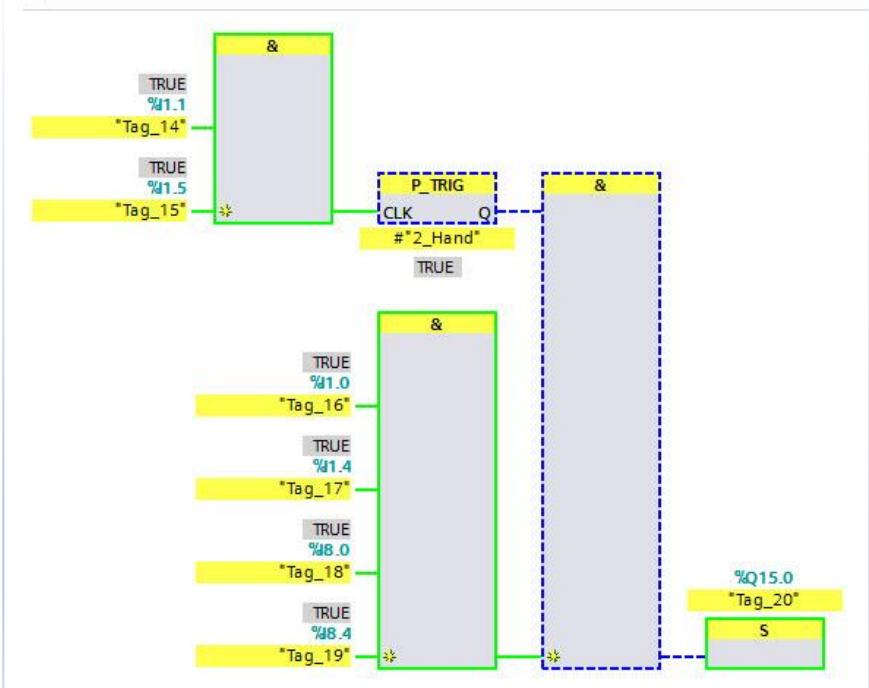 &
TRUE
%I1.1
"Tag_14"
TRUE
%I1.5
"Tag_15"
P_TRIG
CLK Q
#"2_Hand"
TRUE
&
&
TRUE
%I1.0
"Tag_16"
TRUE
%I1.4
"Tag_17"
TRUE
%I8.0
"Tag_18"
TRUE
%I8.4
"Tag_19"
%Q15.0
"Tag_20"
S